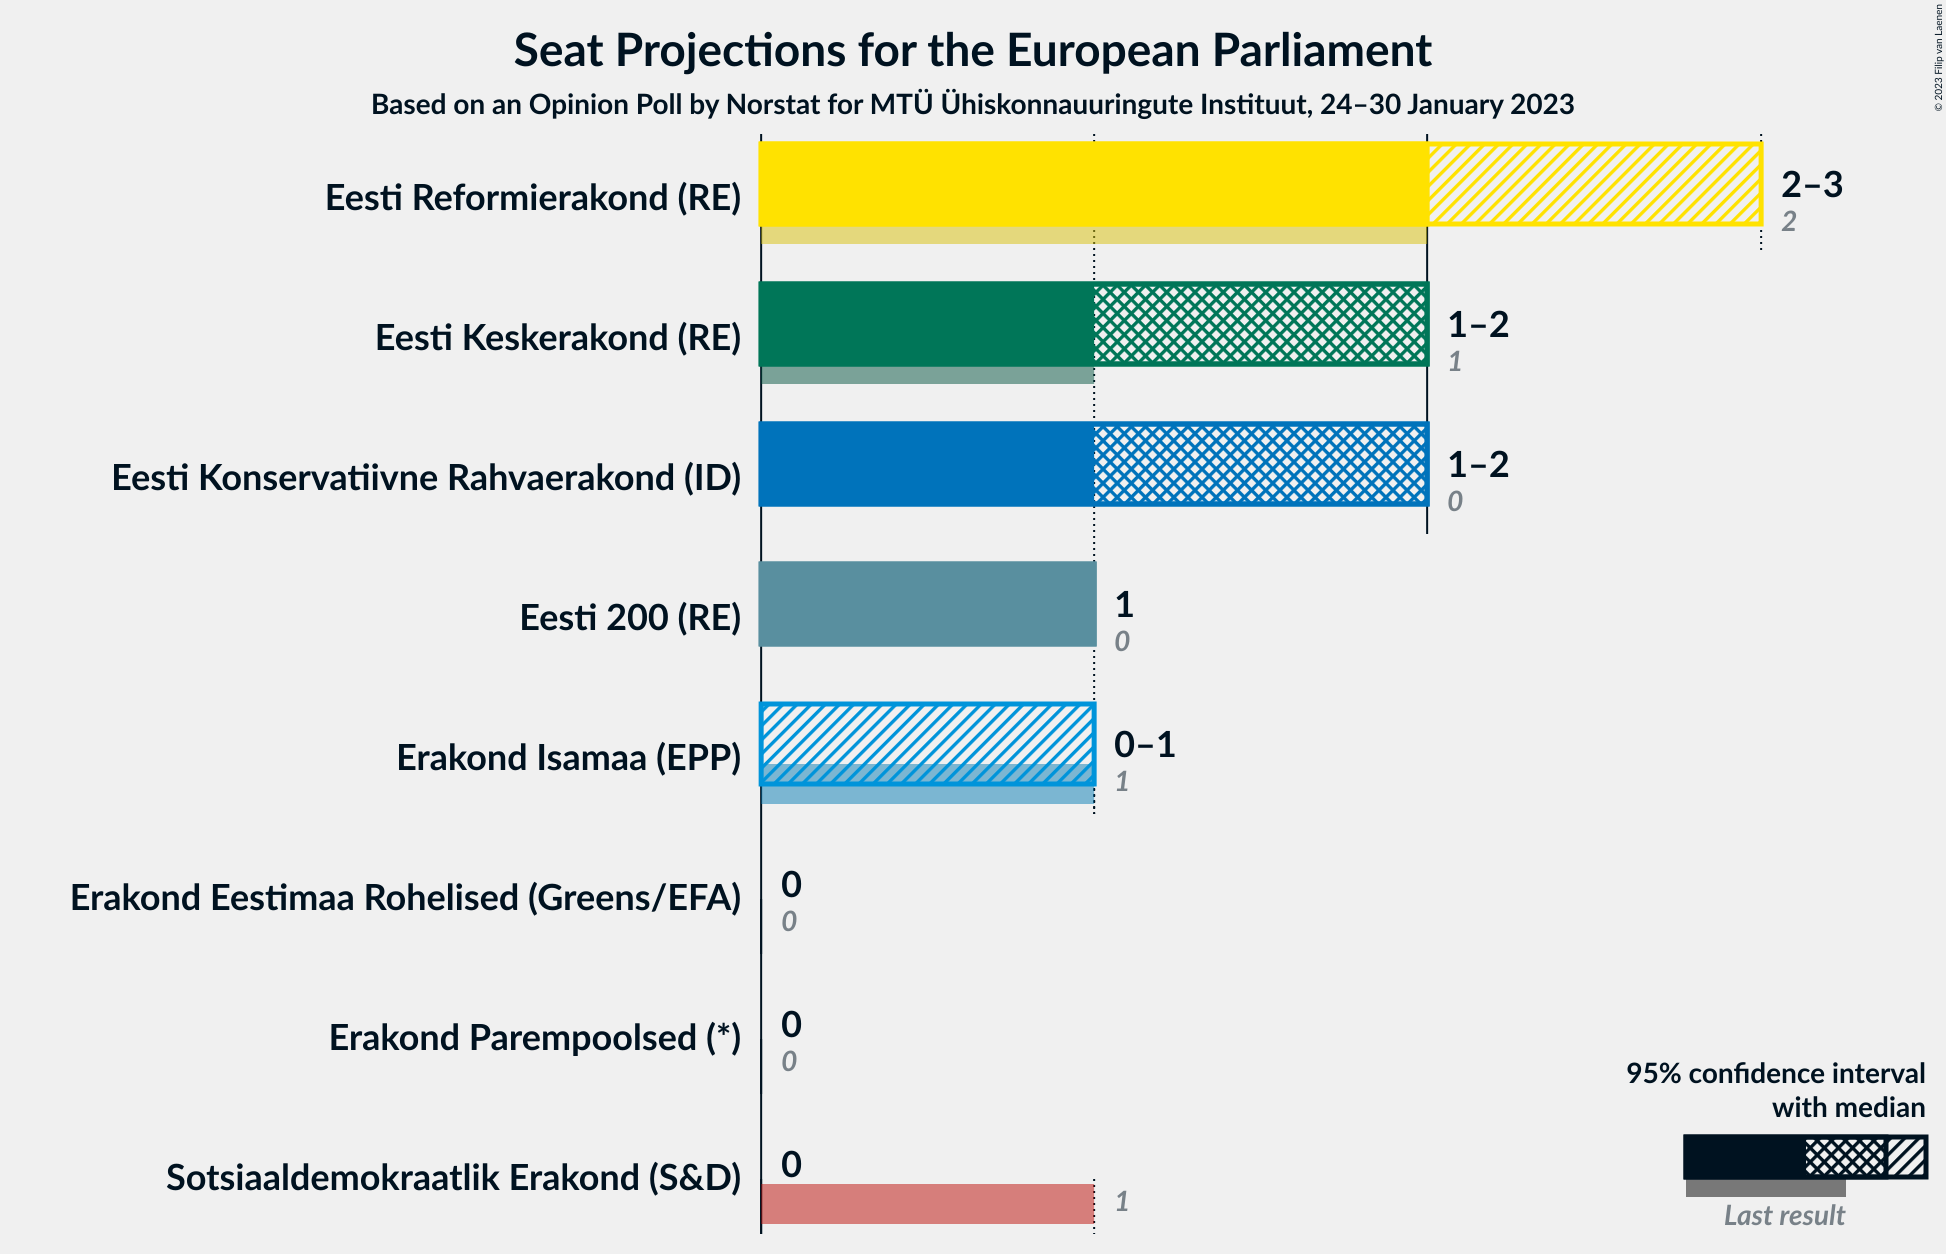 Seat Projections for the European Parliament
Based on an Opinion Poll by Norstat for MTÜ Ühiskonnauuringute Instituut, 24–30 January 2023
© 2023 Filip van Laenen
Eesti Reformierakond (RE)
2–3
2
Eesti Keskerakond (RE)
1–2
1
Eesti Konservatiivne Rahvaerakond (ID)
1–2
0
Eesti 200 (RE)
1
0
Erakond Isamaa (EPP)
0–1
1
Erakond Eestimaa Rohelised (Greens/EFA)
0
0
Erakond Parempoolsed (*)
0
0
Sotsiaaldemokraatlik Erakond (S&D)
0
1
95% confidence interval
with median
Last result